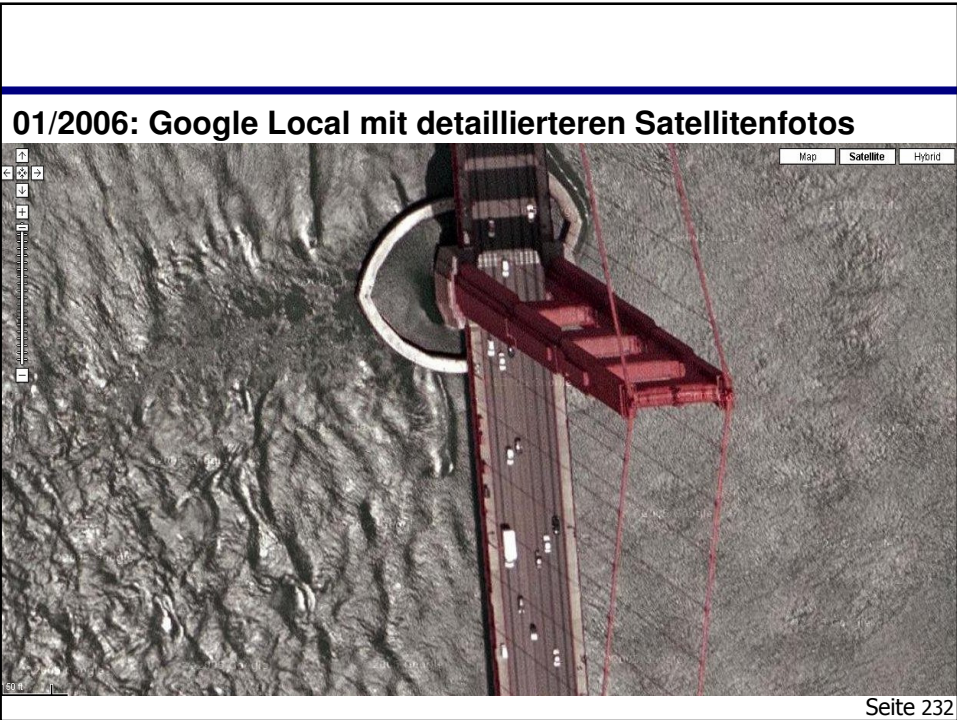 01/2006: Google Local mit detaillierteren Satellitenfotos
Map Satellite Hybrid
Seite 232